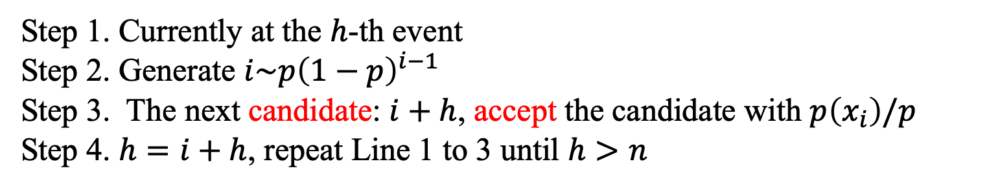 Step 1. Currently at the h-th event
Step 2. Generate i~p(1 − p)^{i−1}
Step 3. The next candidate: i + h, accept the candidate with p(x_i)/p
Step 4. h = i + h, repeat Line 1 to 3 until h > n